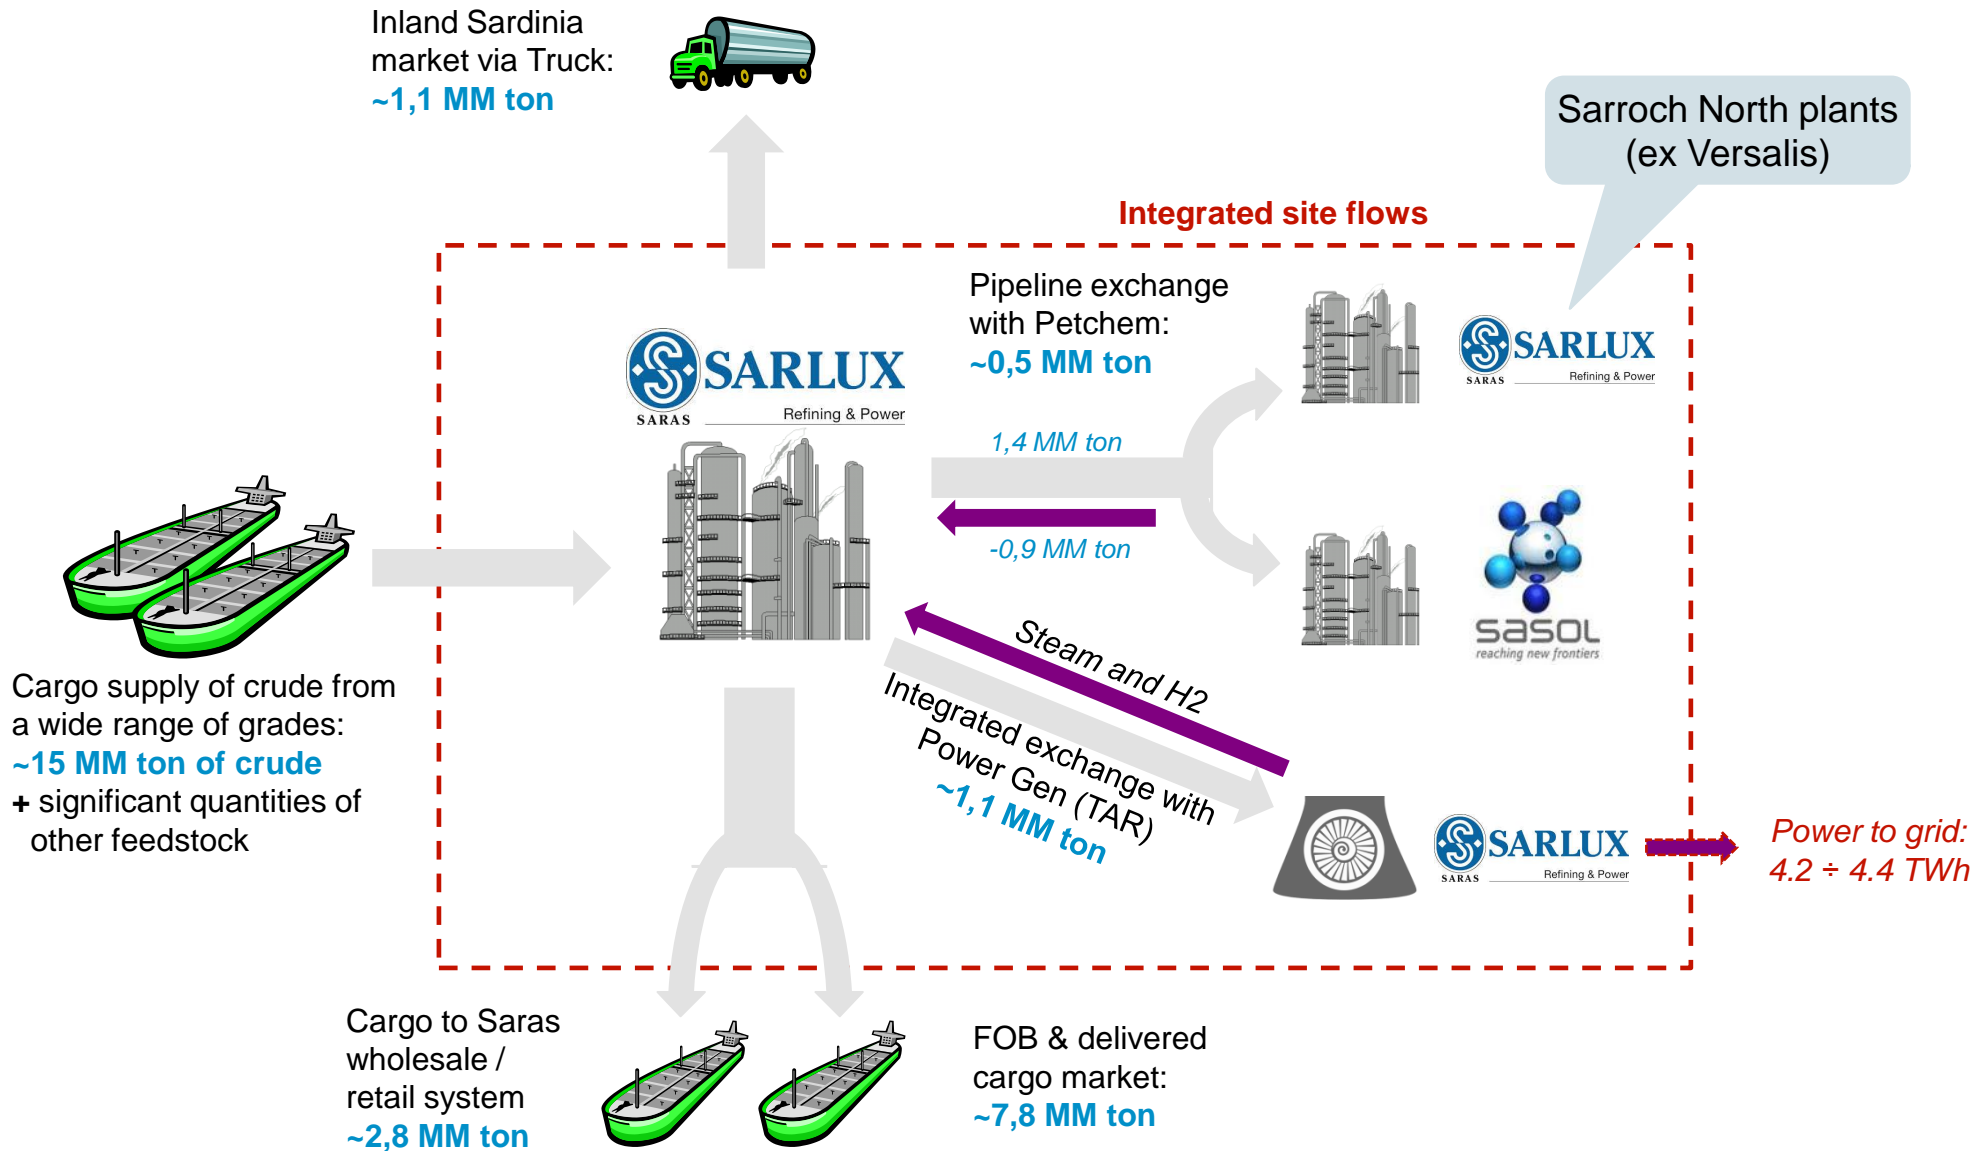 Inland Sardinia
market via Truck:
~1,1 MM ton
Sarroch North plants
(ex Versalis)
Integrated site flows
Pipeline exchange
with Petchem:
~0,5 MM ton
SARLUX
Refining & Power
SARAS
SARLUX
Refining & Power
SARAS
1,4 MM ton
-0,9 MM ton
sasol
reaching new frontiers
Steam and H2
Integrated exchange with
Power Gen (TAR)
~1,1 MM ton
Cargo supply of crude from
a wide range of grades:
~15 MM ton of crude
+ significant quantities of
other feedstock
SARLUX
Refining & Power
SARAS
Power to grid:
4.2 ÷ 4.4 TWh
Cargo to Saras
wholesale /
retail system
~2,8 MM ton
FOB & delivered
cargo market:
~7,8 MM ton